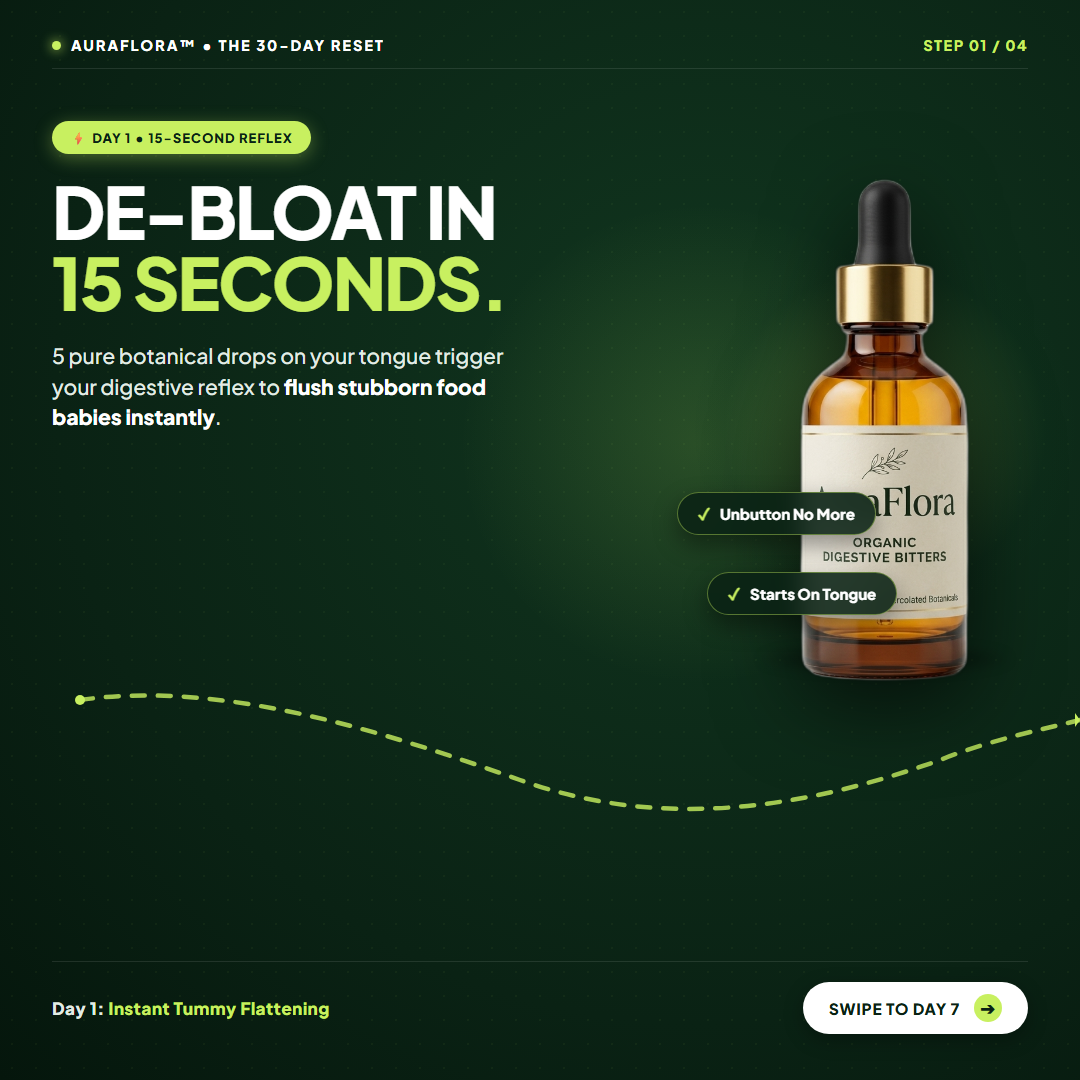 AURAFLORA™ ● THE 30-DAY RESET
STEP 01 / 04
⚡ DAY 1 ● 15-SECOND REFLEX
DE-BLOAT IN
15 SECONDS.
5 pure botanical drops on your tongue trigger
your digestive reflex to flush stubborn food
babies instantly.
✓ Unbutton No More
aFlora
ORGANIC
DIGESTIVE BITTERS
✓ Starts On Tongue
Botanicals
Day 1: Instant Tummy Flattening
SWIPE TO DAY 7 ➔